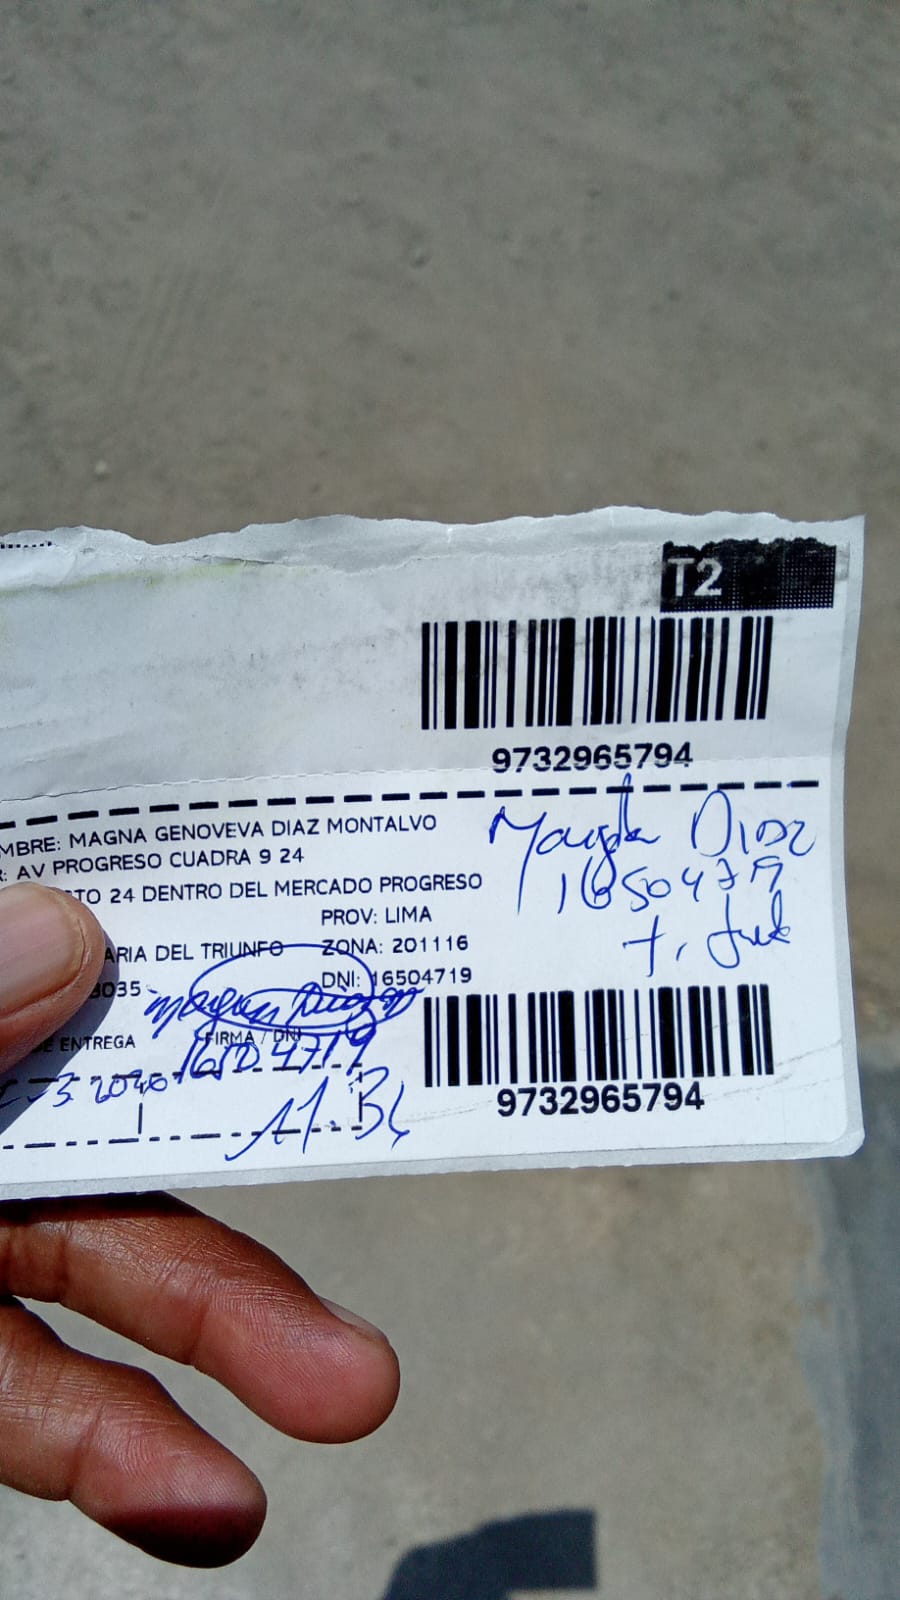 T2
9732965794
MBRE: MAGNA GENOVEVA DIAZ MONTALVO
R: AV PROGRESO CUADRA 9 24
TO 24 DENTRO DEL MERCADO PROGRESO
PROV: LIMA
ARIA DEL TRIUNFO ZONA: 201116
3035 DNI: 16504719
E ENTREGA FIRMA / DNI
16504719
Magda Diaz
16504719
9732965794